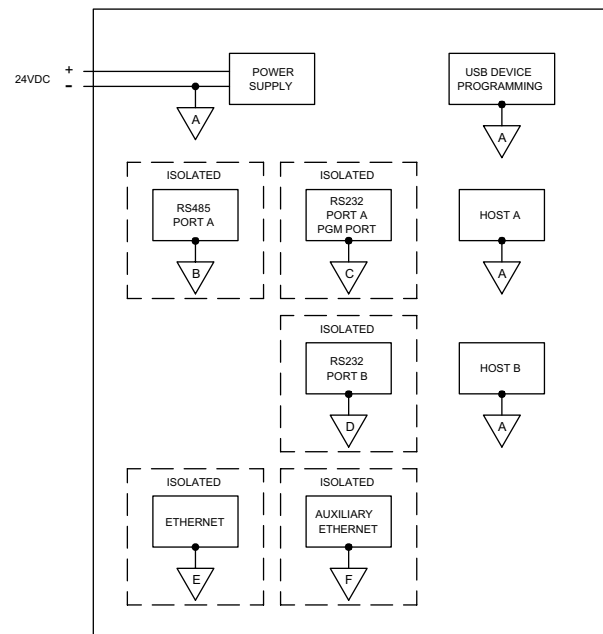 24VDC
+
-
POWER
SUPPLY
A
USB DEVICE
PROGRAMMING
A
ISOLATED
RS485
PORT A
B
ISOLATED
RS232
PORT A
PGM PORT
C
HOST A
A
ISOLATED
RS232
PORT B
D
HOST B
A
ISOLATED
ETHERNET
E
ISOLATED
AUXILIARY
ETHERNET
F